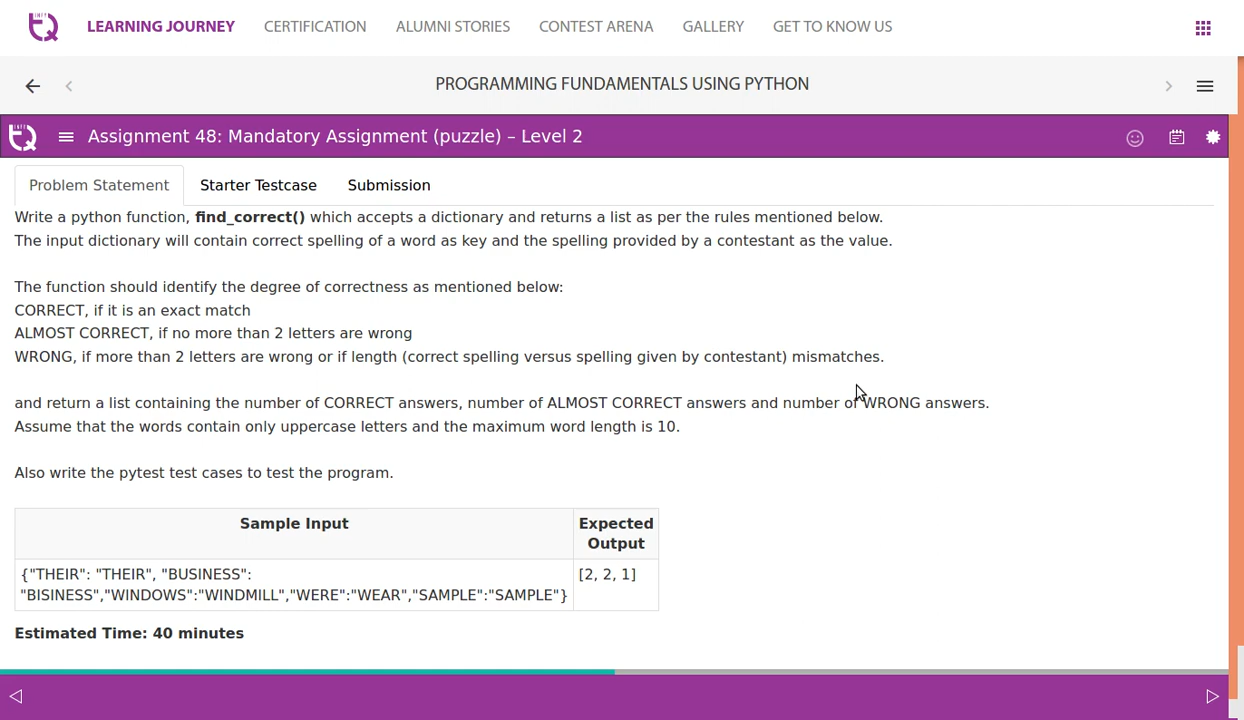 LEARNING JOURNEY CERTIFICATION ALUMNI STORIES CONTEST ARENA GALLERY GET TO KNOW US
PROGRAMMING FUNDAMENTALS USING PYTHON
Assignment 48: Mandatory Assignment (puzzle) – Level 2
Problem Statement Starter Testcase Submission
Write a python function, find_correct() which accepts a dictionary and returns a list as per the rules mentioned below.
The input dictionary will contain correct spelling of a word as key and the spelling provided by a contestant as the value.
The function should identify the degree of correctness as mentioned below:
CORRECT, if it is an exact match
ALMOST CORRECT, if no more than 2 letters are wrong
WRONG, if more than 2 letters are wrong or if length (correct spelling versus spelling given by contestant) mismatches.
and return a list containing the number of CORRECT answers, number of ALMOST CORRECT answers and number of WRONG answers.
Assume that the words contain only uppercase letters and the maximum word length is 10.
Also write the pytest test cases to test the program.
Sample Input Expected
Output
{"THEIR": "THEIR", "BUSINESS": [2, 2, 1]
"BISINESS","WINDOWS":"WINDMILL","WERE":"WEAR","SAMPLE":"SAMPLE"}
Estimated Time: 40 minutes